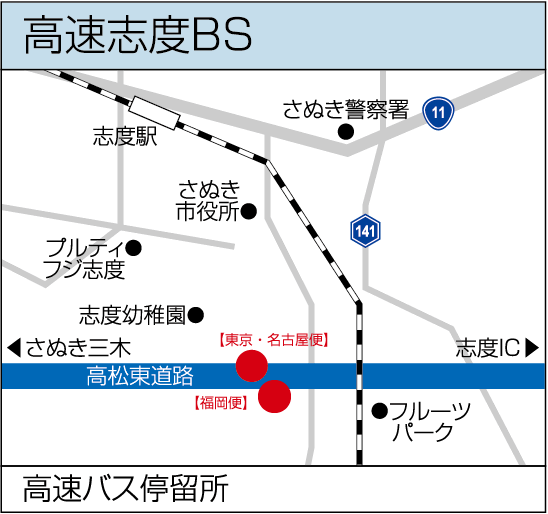 高速志度BS
さぬき警察署
11
志度駅
さぬき
市役所
141
プルティ
フジ志度
志度幼稚園
【東京・名古屋便】
さぬき三木
志度IC
高松東道路
【福岡便】
フルーツ
パーク
高速バス停留所